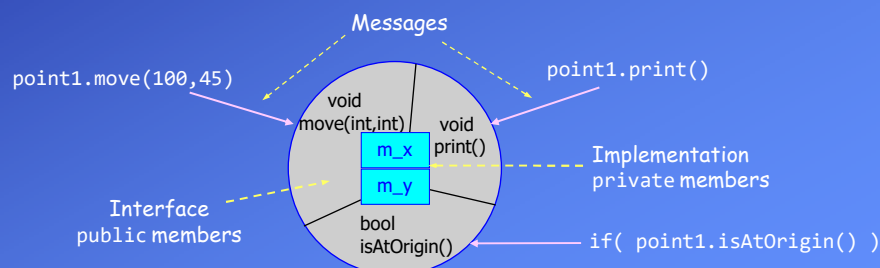 Messages
point1.move(100,45)
point1.print()
void
move(int,int)
void
print()
m_x
m_y
Implementation
private members
Interface
public members
bool
isAtOrigin()
if( point1.isAtOrigin() )